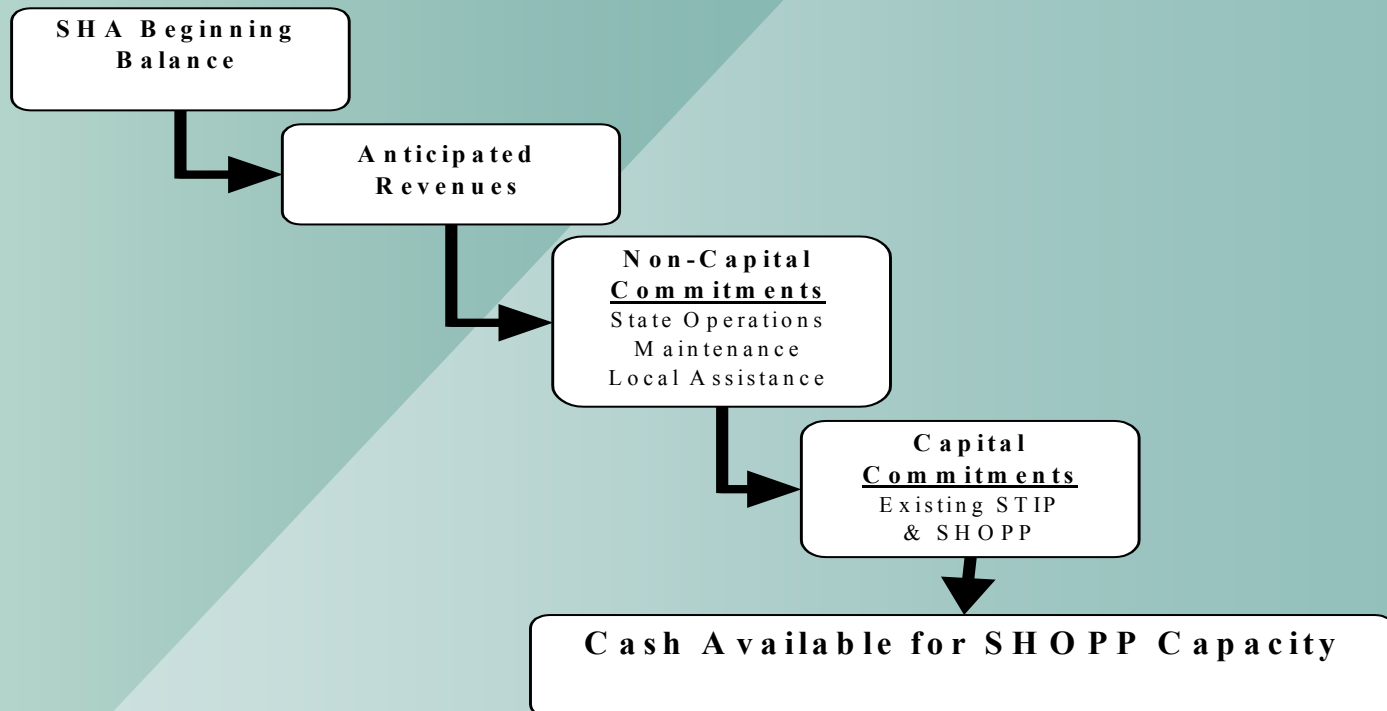 SHA Beginning
Balance
Anticipated
Revenues
Non-Capital
Commitments
State Operations
Maintenance
Local Assistance
Capital
Commitments
Existing STIP
& SHOPP
Cash Available for SHOPP Capacity